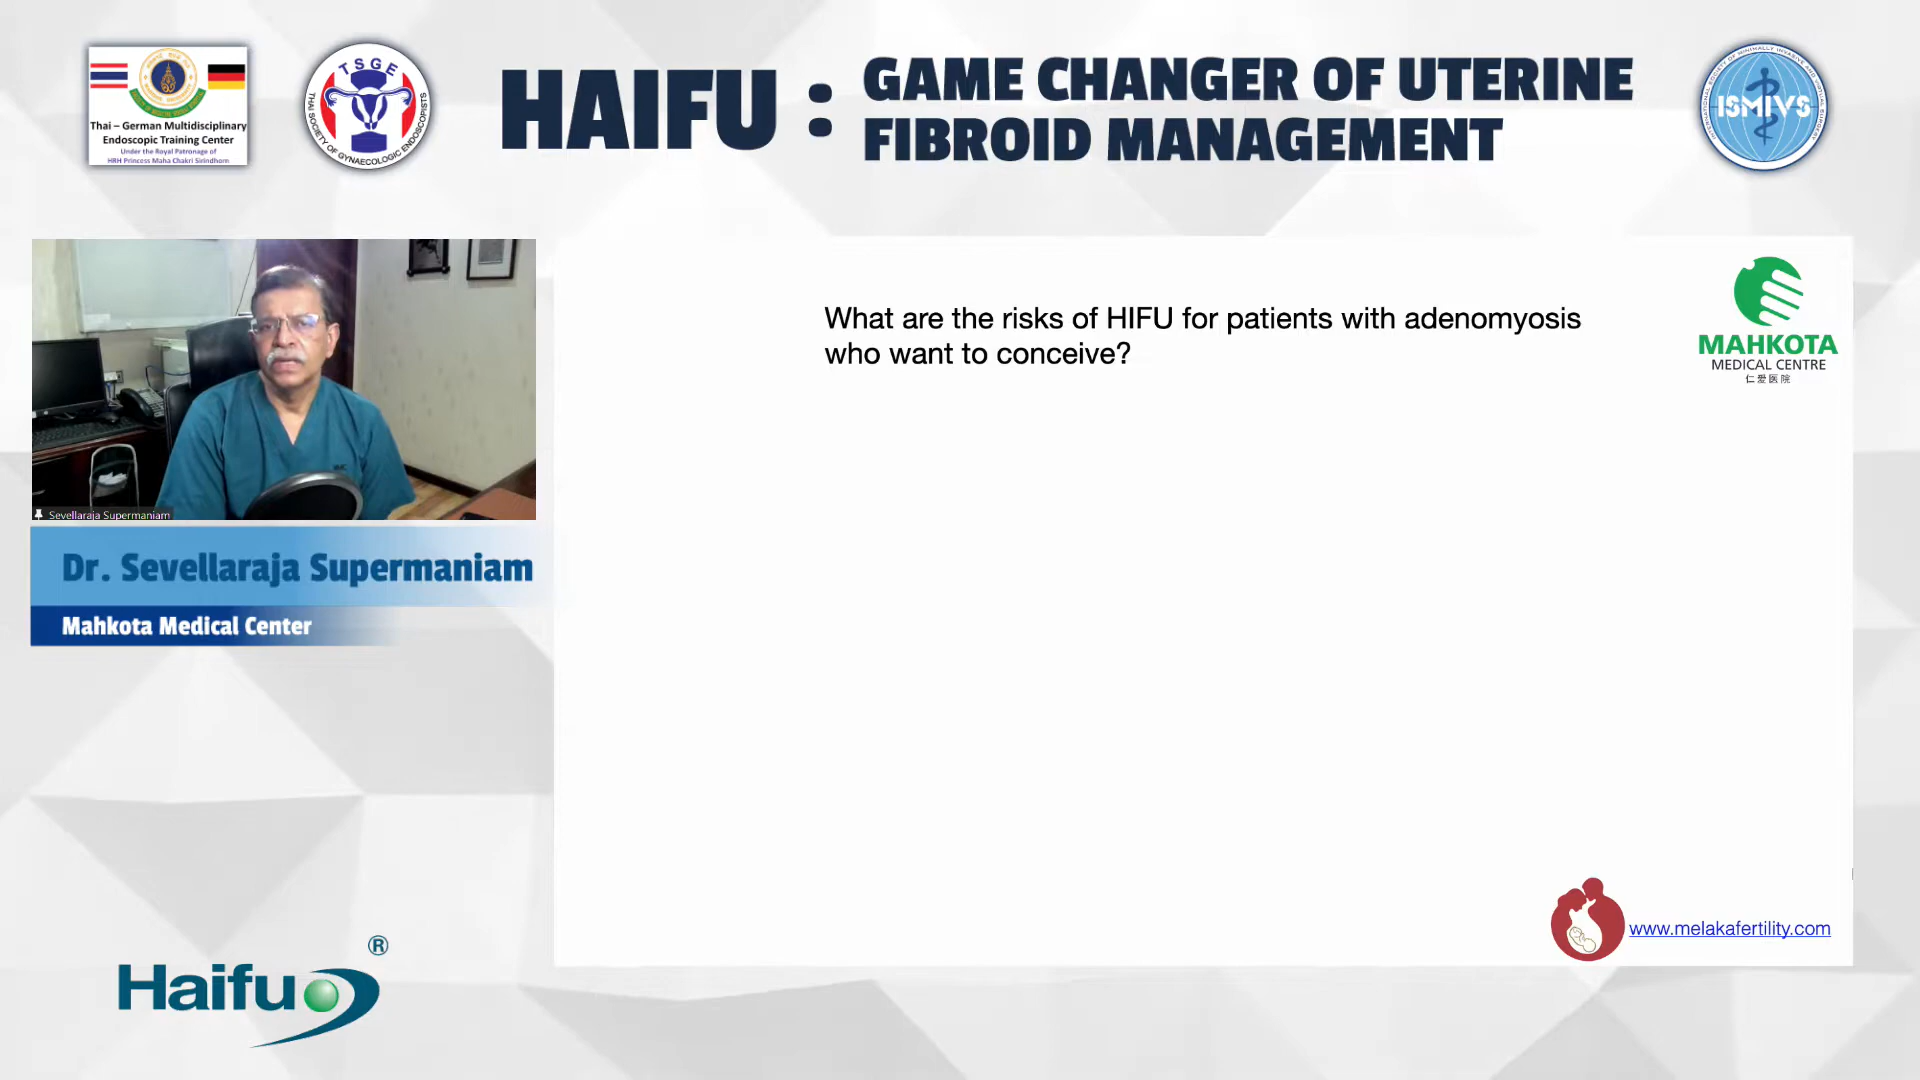 Thai – German Multidisciplinary
Endoscopic Training Center
Under the Royal Patronage of
HRH Princess Maha Chakri Sirindhorn
TSGE
THAI SOCIETY OF GYNAECOLOGIC ENDOSCOPISTS
HAIFU : GAME CHANGER OF UTERINE
FIBROID MANAGEMENT
ISMIVS
Sevellaraja Supermaniam
Dr. Sevellaraja Supermaniam
Mahkota Medical Center
What are the risks of HIFU for patients with adenomyosis
who want to conceive?
MAHKOTA
MEDICAL CENTRE
仁爱医院
www.melakafertility.com
Haifu ®